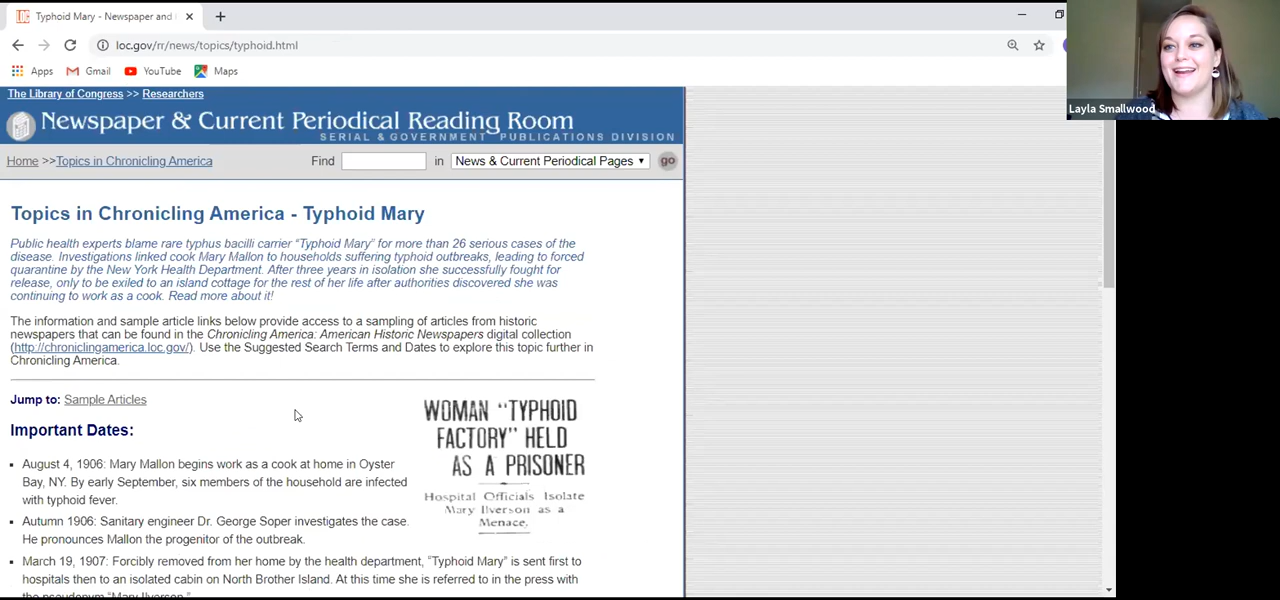 Typhoid Mary - Newspaper and
loc.gov/rr/news/topics/typhoid.html
Apps Gmail YouTube Maps
Layla Smallwood
The Library of Congress >> Researchers
Newspaper & Current Periodical Reading Room
SERIAL & GOVERNMENT PUBLICATIONS DIVISION
Home >>Topics in Chronicling America Find in News & Current Periodical Pages go
Topics in Chronicling America - Typhoid Mary
Public health experts blame rare typhus bacilli carrier “Typhoid Mary” for more than 26 serious cases of the
disease. Investigations linked cook Mary Mallon to households suffering typhoid outbreaks, leading to forced
quarantine by the New York Health Department. After three years in isolation she successfully fought for
release, only to be exiled to an island cottage for the rest of her life after authorities discovered she was
continuing to work as a cook. Read more about it!
The information and sample article links below provide access to a sampling of articles from historic
newspapers that can be found in the Chronicling America: American Historic Newspapers digital collection
(http://chroniclingamerica.loc.gov/). Use the Suggested Search Terms and Dates to explore this topic further in
Chronicling America.
Jump to: Sample Articles
Important Dates:
August 4, 1906: Mary Mallon begins work as a cook at home in Oyster
Bay, NY. By early September, six members of the household are infected
with typhoid fever.
Autumn 1906: Sanitary engineer Dr. George Soper investigates the case.
He pronounces Mallon the progenitor of the outbreak.
March 19, 1907: Forcibly removed from her home by the health department, “Typhoid Mary” is sent first to
hospitals then to an isolated cabin on North Brother Island. At this time she is referred to in the press with
the pseudonym “Mary Ilverson.”
WOMAN “TYPHOID
FACTORY” HELD
AS A PRISONER
Hospital Officials Isolate
Mary Ilverson as a
Menace.